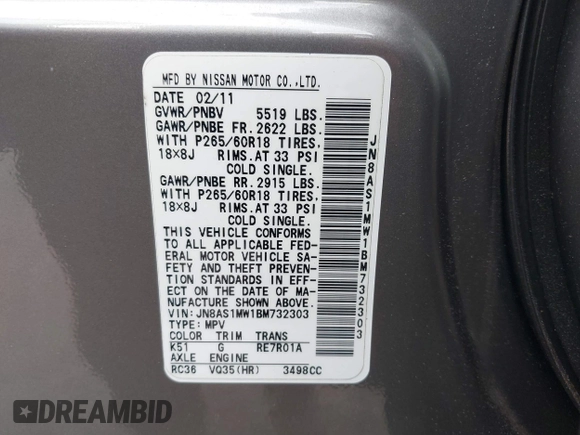 MFD BY NISSAN MOTOR CO.,LTD.
DATE 02/11
GVWR/PNBV 5519 LBS.
GAWR/PNBE FR. 2622 LBS.
WITH P265/60R18 TIRES,
18×8J RIMS.AT 33 PSI
COLD SINGLE.
GAWR/PNBE RR. 2915 LBS.
WITH P265/60R18 TIRES,
18×8J RIMS.AT 33 PSI
COLD SINGLE.
THIS VEHICLE CONFORMS
TO ALL APPLICABLE FED-
ERAL MOTOR VEHICLE SA-
FETY AND THEFT PREVEN-
TION STANDARDS IN EFF-
ECT ON THE DATE OF MA-
NUFACTURE SHOWN ABOVE.
VIN: JN8AS1MW1BM732303
TYPE: MPV
COLOR TRIM TRANS
K51 G RE7R01A
AXLE ENGINE
RC36 VQ35(HR) 3498CC
JN8AS1MW1BM732303
DREAMBID